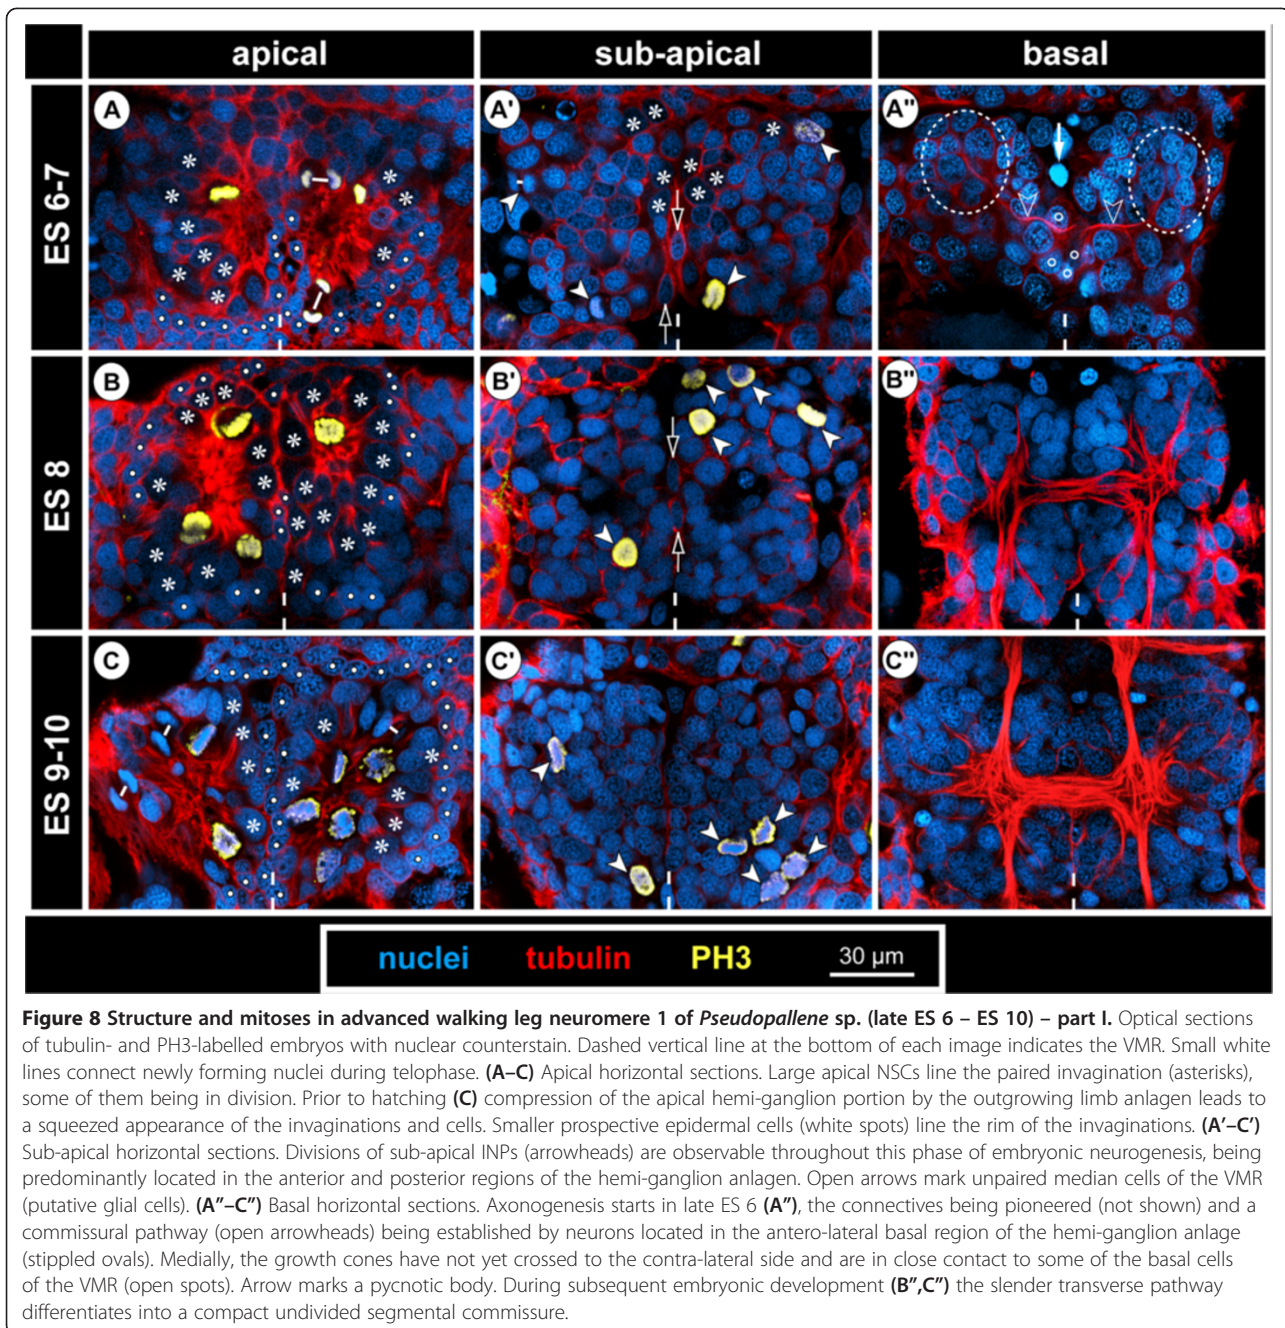 apical sub-apical basal
ES 6-7
A A' A''
ES 8
B B' B''
ES 9-10
C C' C''
nuclei tubulin PH3 30 µm
Figure 8 Structure and mitoses in advanced walking leg neuromere 1 of Pseudopallene sp. (late ES 6 – ES 10) – part I. Optical sections
of tubulin- and PH3-labelled embryos with nuclear counterstain. Dashed vertical line at the bottom of each image indicates the VMR. Small white
lines connect newly forming nuclei during telophase. (A–C) Apical horizontal sections. Large apical NSCs line the paired invagination (asterisks),
some of them being in division. Prior to hatching (C) compression of the apical hemi-ganglion portion by the outgrowing limb anlagen leads to
a squeezed appearance of the invaginations and cells. Smaller prospective epidermal cells (white spots) line the rim of the invaginations. (A'–C')
Sub-apical horizontal sections. Divisions of sub-apical INPs (arrowheads) are observable throughout this phase of embryonic neurogenesis, being
predominantly located in the anterior and posterior regions of the hemi-ganglion anlagen. Open arrows mark unpaired median cells of the VMR
(putative glial cells). (A''–C'') Basal horizontal sections. Axonogenesis starts in late ES 6 (A''), the connectives being pioneered (not shown) and a
commissural pathway (open arrowheads) being established by neurons located in the antero-lateral basal region of the hemi-ganglion anlage
(stippled ovals). Medially, the growth cones have not yet crossed to the contra-lateral side and are in close contact to some of the basal cells
of the VMR (open spots). Arrow marks a pycnotic body. During subsequent embryonic development (B'',C'') the slender transverse pathway
differentiates into a compact undivided segmental commissure.